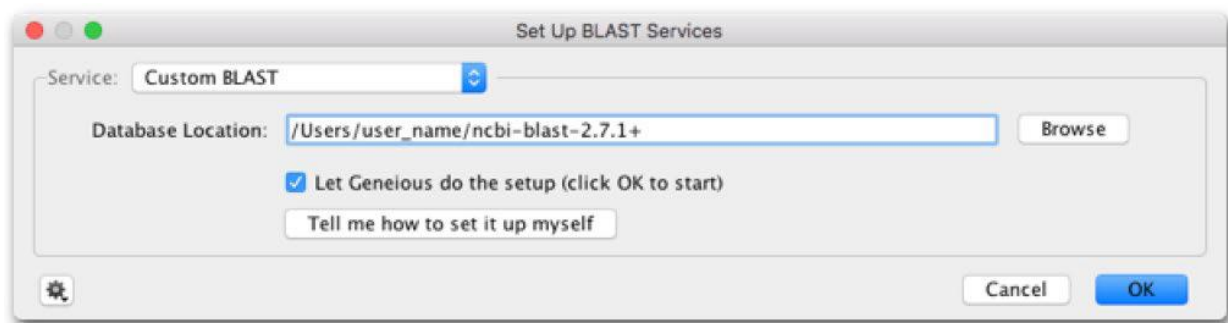 Set Up BLAST Services
Service: Custom BLAST
Database Location: /Users/user_name/ncbi-blast-2.7.1+ Browse
Let Geneious do the setup (click OK to start)
Tell me how to set it up myself
Cancel OK